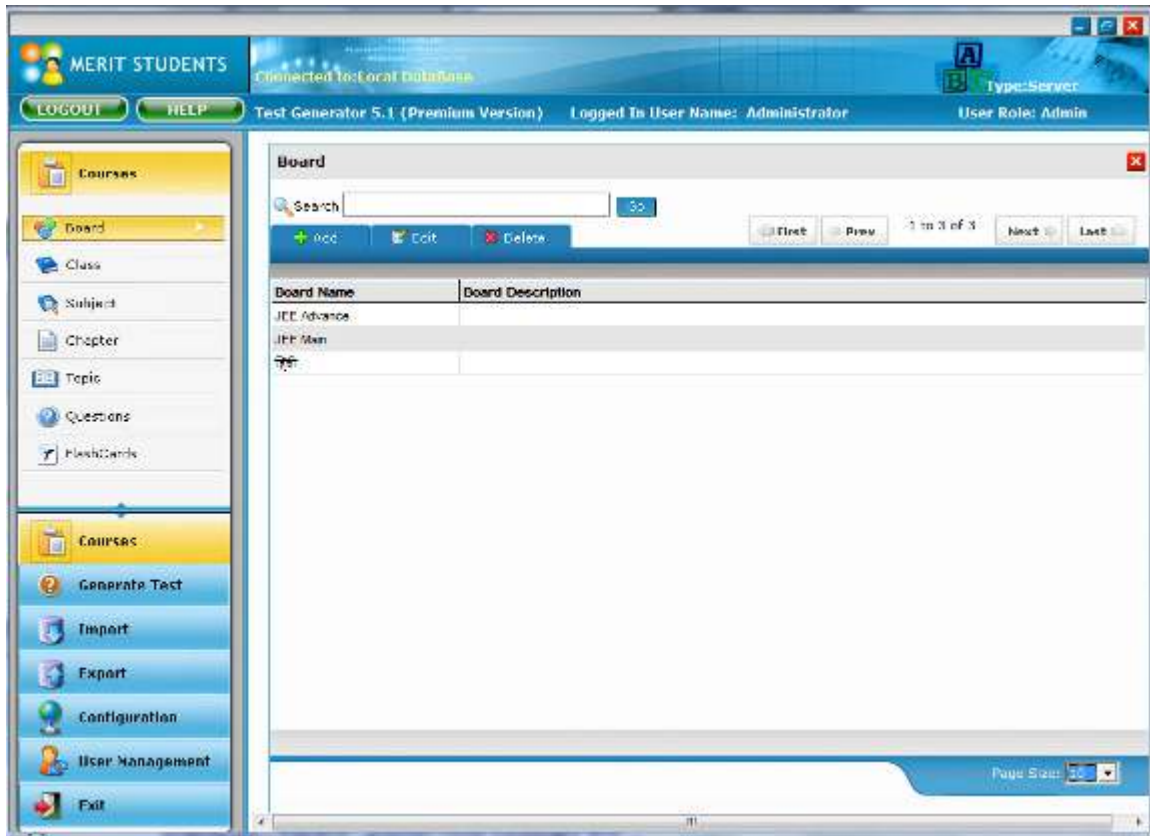 MERIT STUDENTS
Connected to:Local DataBase
Type:Server
LOGOUT HELP
Test Generator 5.1 (Premium Version) Logged In User Name: Administrator User Role: Admin
Courses
Board
Class
Subject
Chapter
Topic
Questions
FlashCards
Courses
Generate Test
Import
Export
Configuration
User Management
Exit
Board
Search Go
Add Edit Delete First Prev 1 to 3 of 3 Next Last
Board Name Board Description
JEE Advance
JEE Main
Page Size: